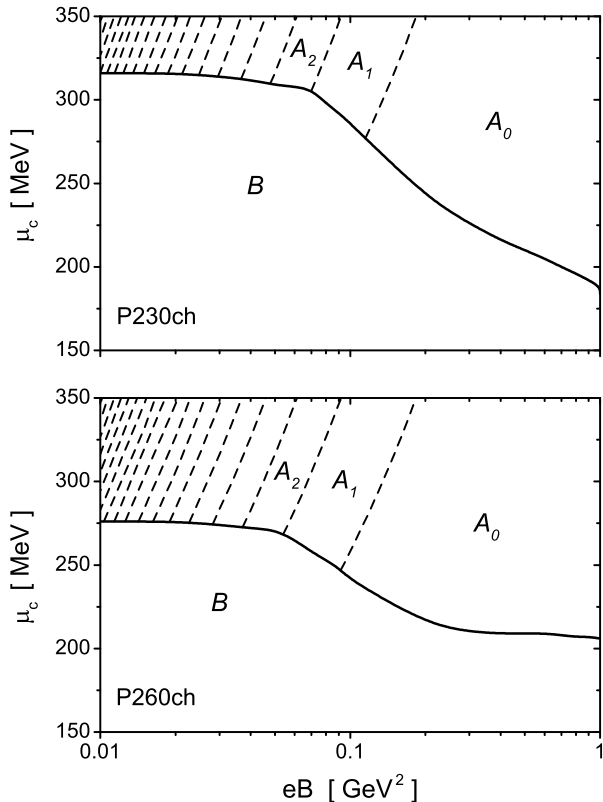 350
300
250
200
150
μc [ MeV ]
A2
A1
A0
B
P230ch
350
300
250
200
150
μc [ MeV ]
A2
A1
A0
B
P260ch
0.01
0.1
1
eB [ GeV² ]